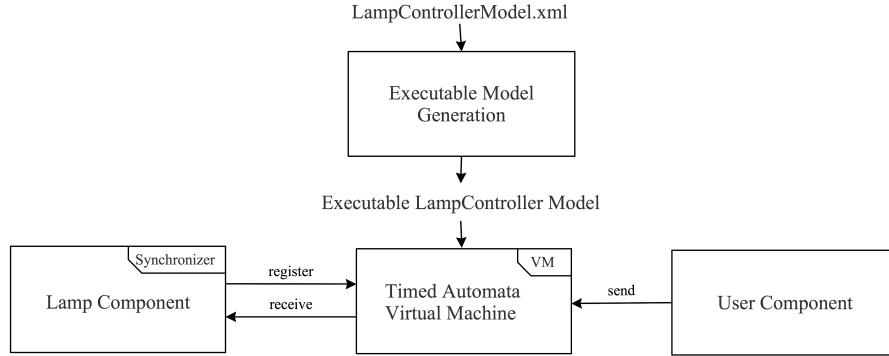 LampControllerModel.xml
Executable Model
Generation
Executable LampController Model
Synchronizer
Lamp Component
register
receive
VM
Timed Automata
Virtual Machine
send
User Component